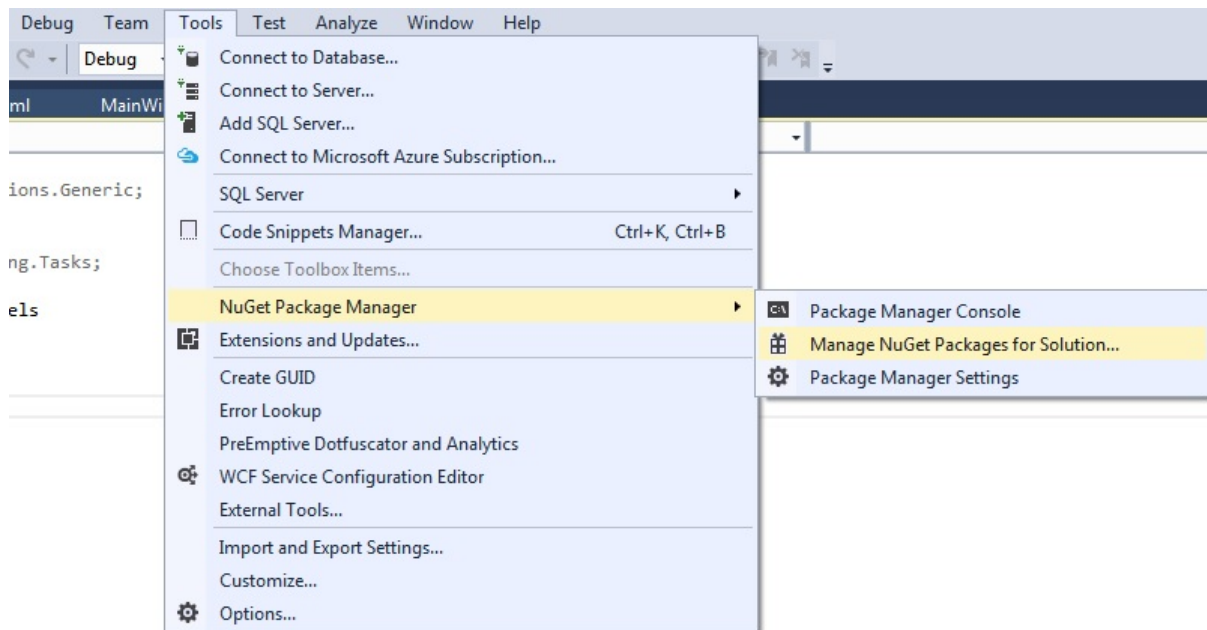 Debug Team Tools Test Analyze Window Help
Debug
ml MainWi
ions.Generic;
ng.Tasks;
els
Connect to Database...
Connect to Server...
Add SQL Server...
Connect to Microsoft Azure Subscription...
SQL Server
Code Snippets Manager... Ctrl+K, Ctrl+B
Choose Toolbox Items...
NuGet Package Manager
Extensions and Updates...
Create GUID
Error Lookup
PreEmptive Dotfuscator and Analytics
WCF Service Configuration Editor
External Tools...
Import and Export Settings...
Customize...
Options...
Package Manager Console
Manage NuGet Packages for Solution...
Package Manager Settings